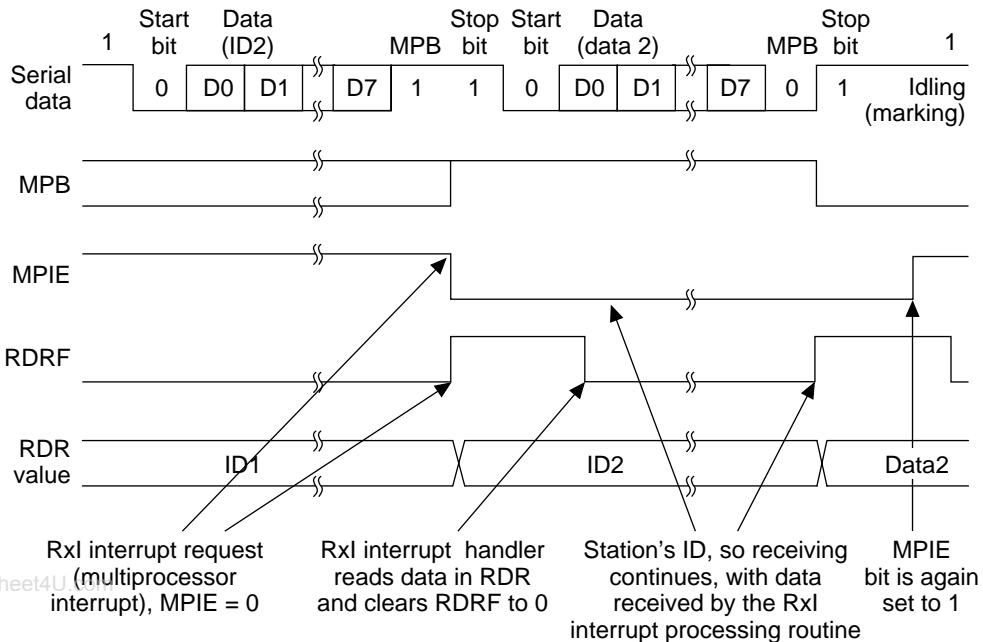 Start Data Stop Start Data Stop
1 bit (ID2) MPB bit bit (data 2) MPB bit 1
Serial data 0 D0 D1 D7 1 1 0 D0 D1 D7 0 1 Idling (marking)
MPB
MPIE
RDRF
RDR value ID1 ID2 Data2
RxI interrupt request
(multiprocessor
interrupt), MPIE = 0
RxI interrupt handler
reads data in RDR
and clears RDRF to 0
Station's ID, so receiving
continues, with data
received by the RxI
interrupt processing routine
MPIE
bit is again
set to 1
heet4U.com